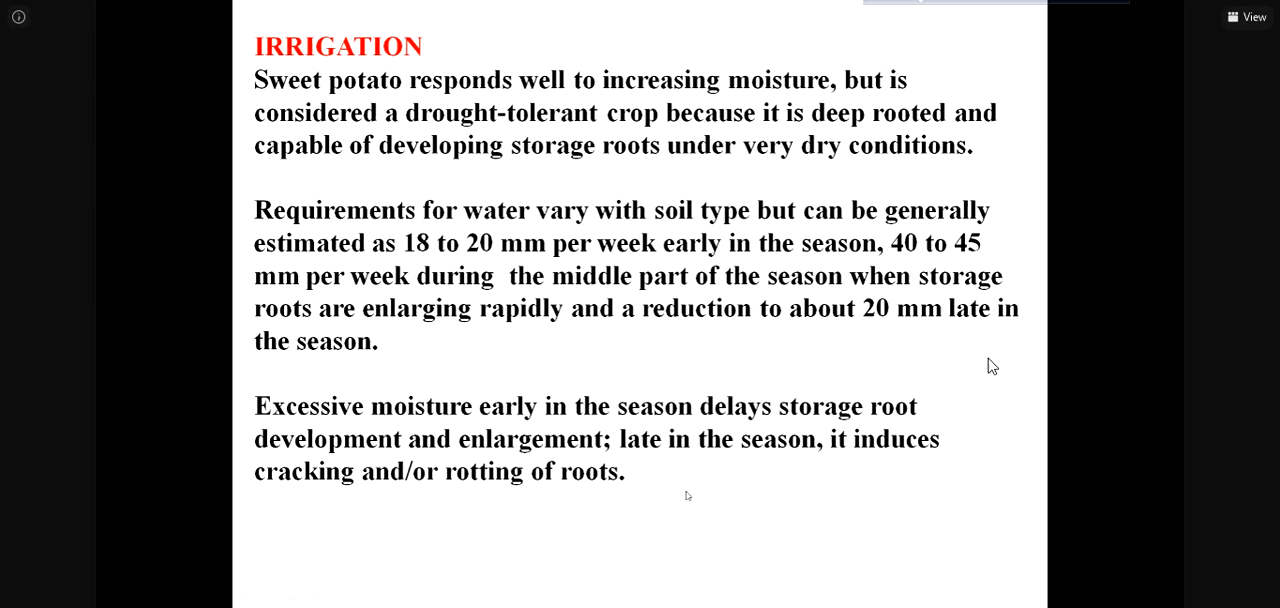 View
IRRIGATION
Sweet potato responds well to increasing moisture, but is
considered a drought-tolerant crop because it is deep rooted and
capable of developing storage roots under very dry conditions.
Requirements for water vary with soil type but can be generally
estimated as 18 to 20 mm per week early in the season, 40 to 45
mm per week during  the middle part of the season when storage
roots are enlarging rapidly and a reduction to about 20 mm late in
the season.
Excessive moisture early in the season delays storage root
development and enlargement; late in the season, it induces
cracking and/or rotting of roots.